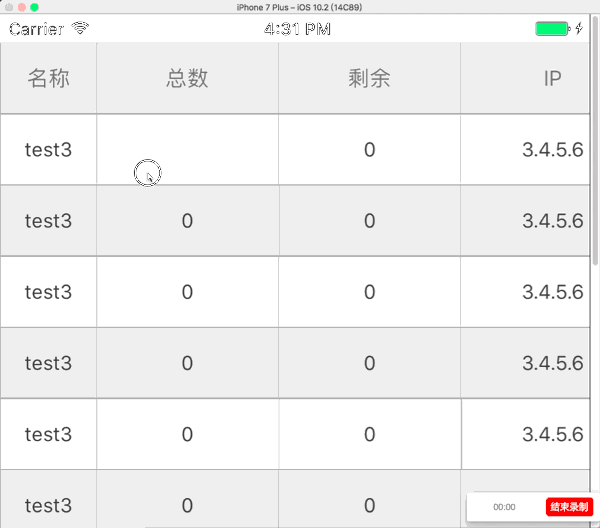 iPhone 7 Plus – iOS 10.2 (14C89)
Carrier 4:31 PM
名称 总数 剩余 IP
test3 0 3.4.5.6
test3 0 0 3.4.5.6
test3 0 0 3.4.5.6
test3 0 0 3.4.5.6
test3 0 0 3.4.5.6
test3 0 0
00:00 结束录制